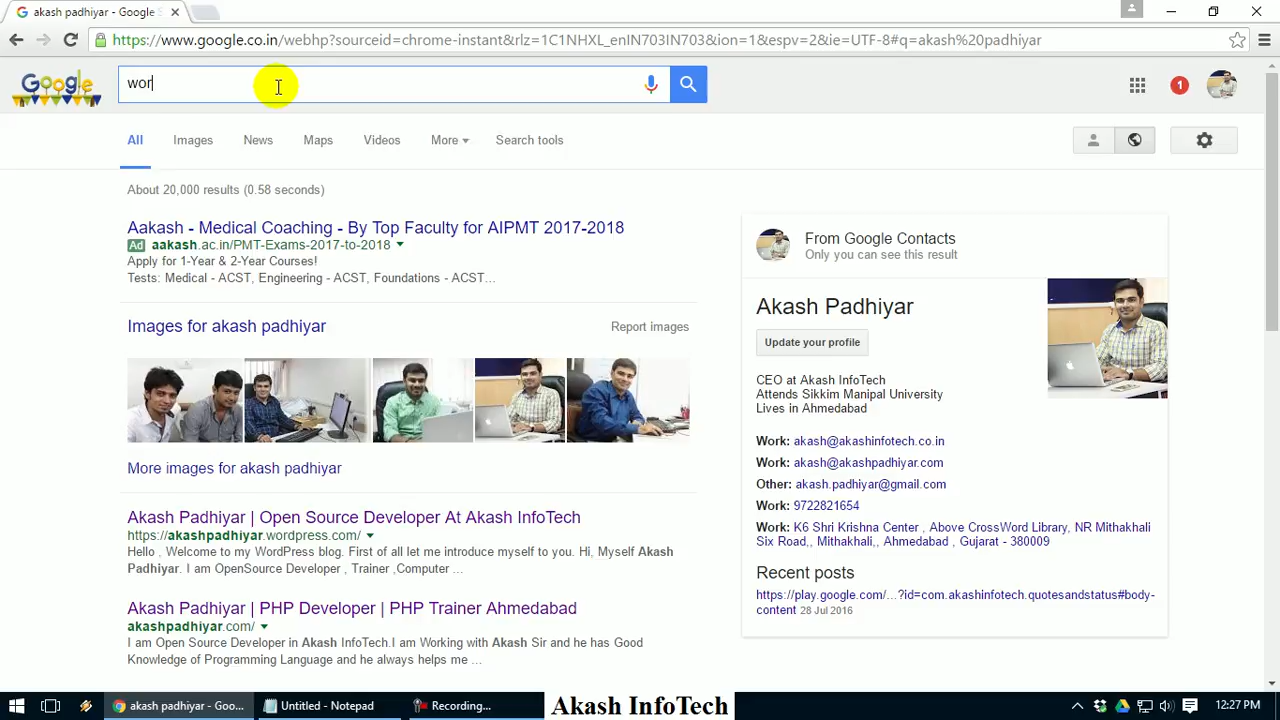 akash padhiyar - Google
https://www.google.co.in/webhp?sourceid=chrome-instant&rlz=1C1NHXL_enIN703IN703&ion=1&espv=2&ie=UTF-8#q=akash%20padhiyar
Google
wor
1
All Images News Maps Videos More Search tools
About 20,000 results (0.58 seconds)
Aakash - Medical Coaching - By Top Faculty for AIPMT 2017-2018
Ad aakash.ac.in/PMT-Exams-2017-to-2018
Apply for 1-Year & 2-Year Courses!
Tests: Medical - ACST, Engineering - ACST, Foundations - ACST...
Images for akash padhiyar Report images
More images for akash padhiyar
Akash Padhiyar | Open Source Developer At Akash InfoTech
https://akashpadhiyar.wordpress.com/
Hello . Welcome to my WordPress blog. First of all let me introduce myself to you. Hi, Myself Akash
Padhiyar. I am OpenSource Developer , Trainer ,Computer ...
Akash Padhiyar | PHP Developer | PHP Trainer Ahmedabad
akashpadhiyar.com/
I am Open Source Developer in Akash InfoTech.I am Working with Akash Sir and he has Good
Knowledge of Programming Language and he always helps me ...
From Google Contacts
Only you can see this result
Akash Padhiyar
Update your profile
CEO at Akash InfoTech
Attends Sikkim Manipal University
Lives in Ahmedabad
Work: akash@akashinfotech.co.in
Work: akash@akashpadhiyar.com
Other: akash.padhiyar@gmail.com
Work: 9722821654
Work: K6 Shri Krishna Center , Above CrossWord Library, NR Mithakhali
Six Road,, Mithakhali,, Ahmedabad , Gujarat - 380009
Recent posts
https://play.google.com/...?id=com.akashinfotech.quotesandstatus#body-
content 28 Jul 2016
akash padhiyar - Goo... Untitled - Notepad Recording... Akash InfoTech 12:27 PM